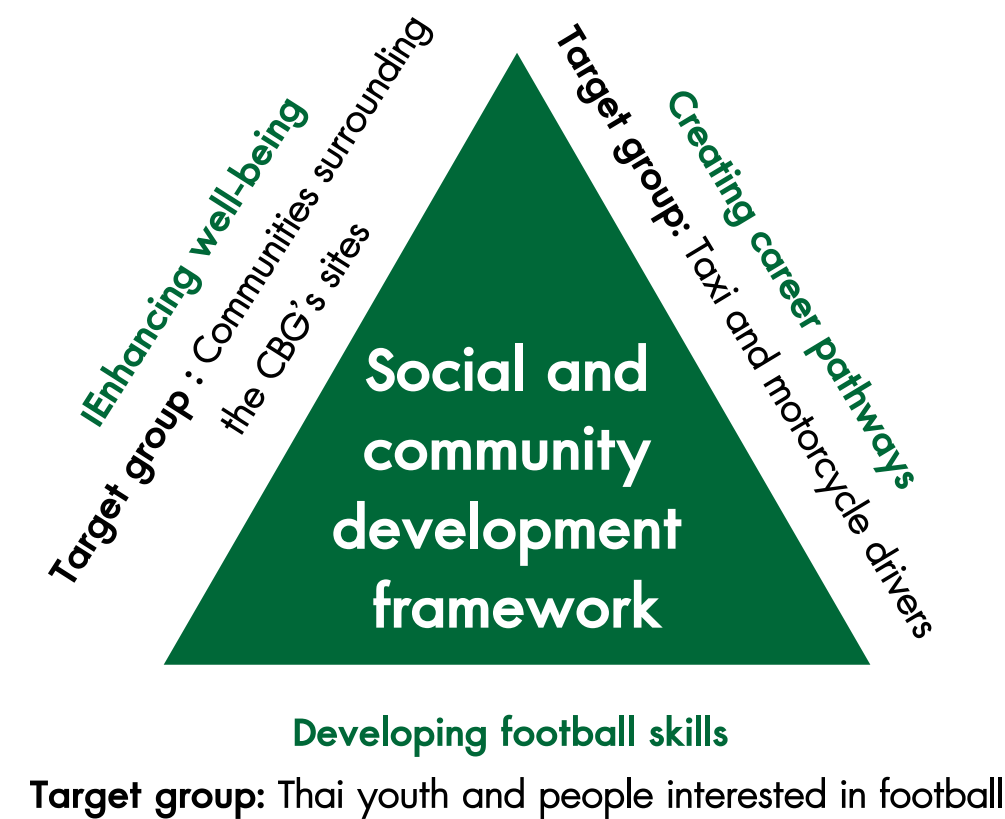 IEnhancing well-being
Target group : Communities surrounding
the CBG's sites
Creating career pathways
Target group: Taxi and motorcycle drivers
Social and
community
development
framework
Developing football skills
Target group: Thai youth and people interested in football